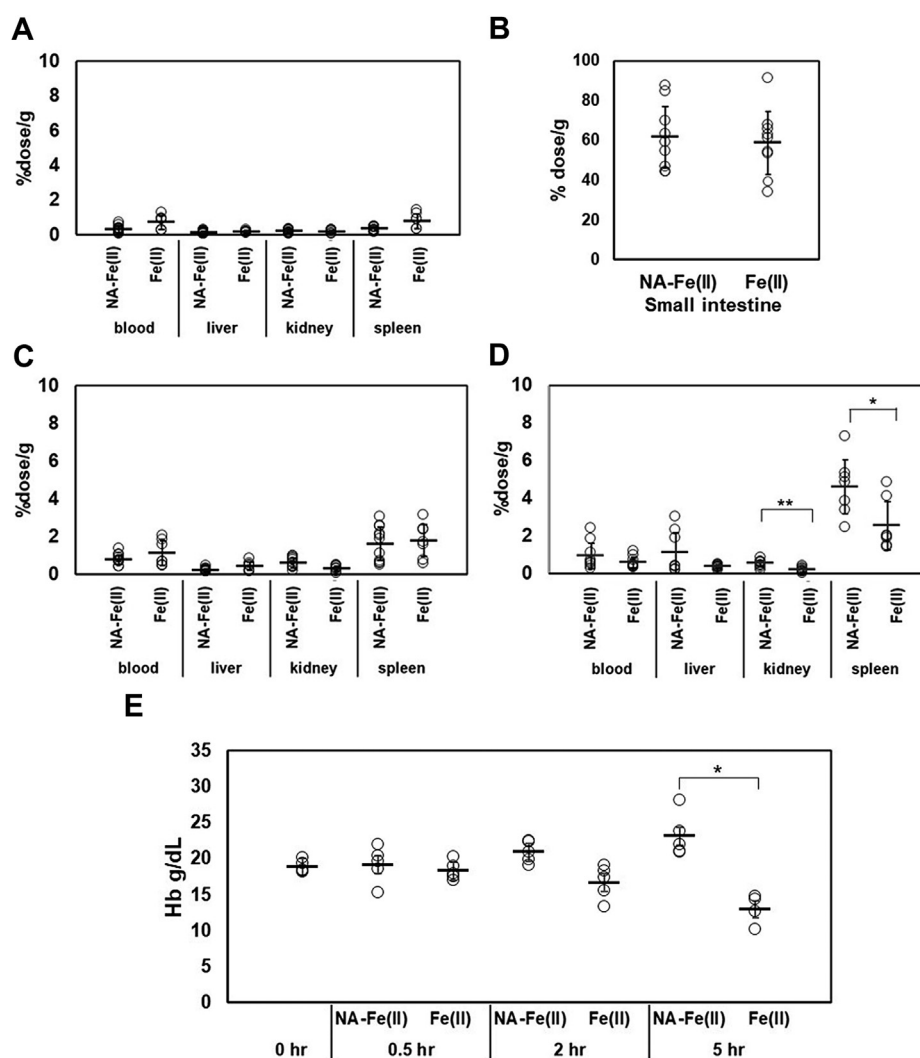 A
10
8
6
4
2
0
%dose/g
NA-Fe(II)
Fe(II)
NA-Fe(II)
Fe(II)
NA-Fe(II)
Fe(II)
NA-Fe(II)
Fe(II)
blood liver kidney spleen
B
100
80
60
40
20
0
% dose/g
NA-Fe(II) Fe(II)
Small intestine
C
10
8
6
4
2
0
%dose/g
NA-Fe(II)
Fe(II)
NA-Fe(II)
Fe(II)
NA-Fe(II)
Fe(II)
NA-Fe(II)
Fe(II)
blood liver kidney spleen
D
10
8
6
4
2
0
%dose/g
**
*
NA-Fe(II)
Fe(II)
NA-Fe(II)
Fe(II)
NA-Fe(II)
Fe(II)
NA-Fe(II)
Fe(II)
blood liver kidney spleen
E
35
30
25
20
15
10
5
0
Hb g/dL
*
NA-Fe(II) Fe(II) NA-Fe(II) Fe(II) NA-Fe(II) Fe(II)
0 hr 0.5 hr 2 hr 5 hr